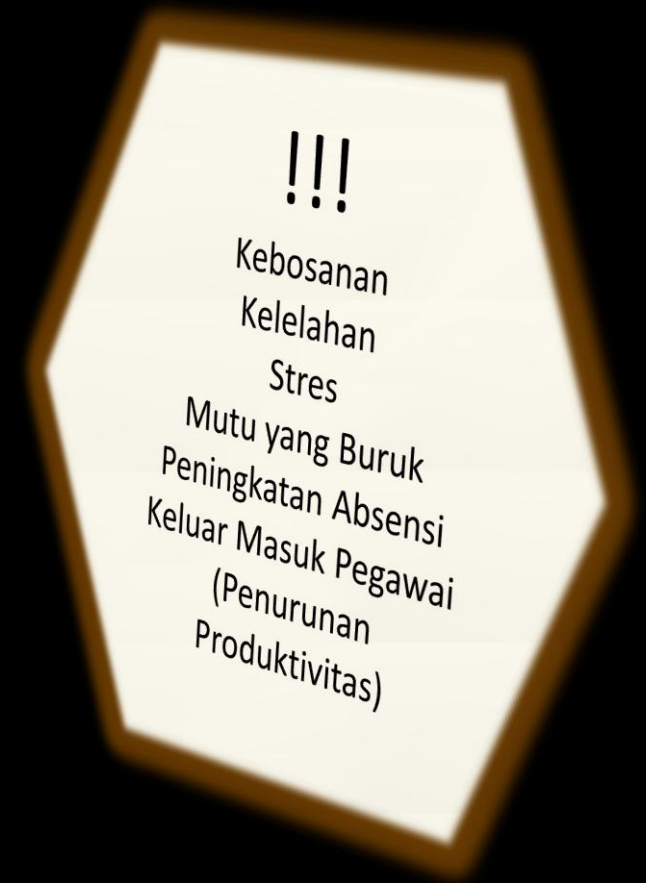 !!!
Kebosanan
Kelelahan
Stres
Mutu yang Buruk
Peningkatan Absensi
Keluar Masuk Pegawai
(Penurunan
Produktivitas)